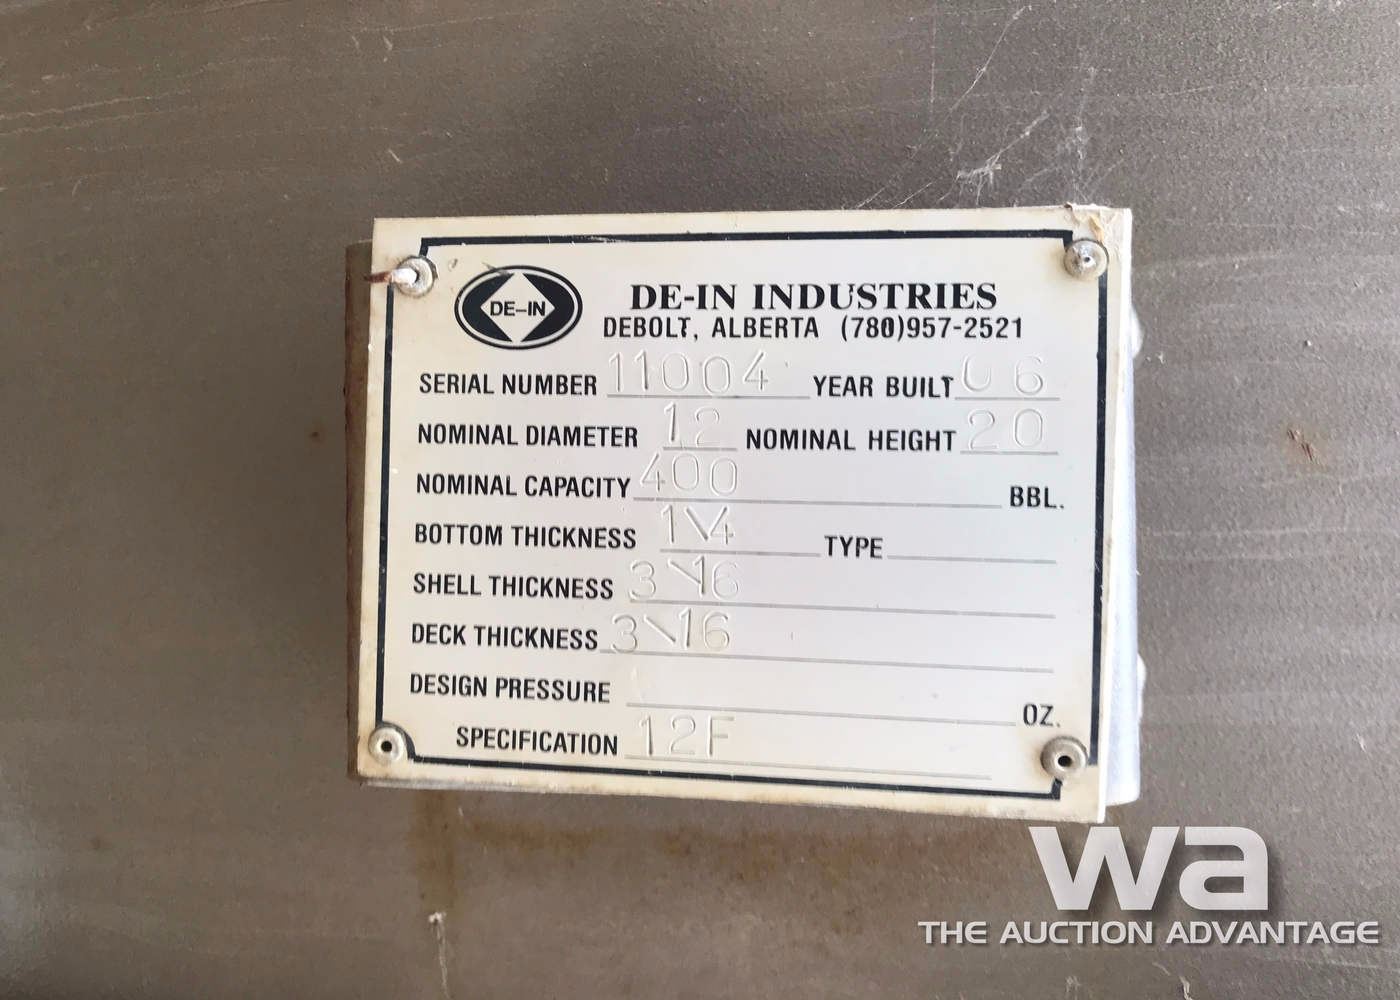 DE-IN
DE-IN INDUSTRIES
DEBOLT, ALBERTA (780)957-2521
SERIAL NUMBER 11004 YEAR BUILT 06
NOMINAL DIAMETER 12 NOMINAL HEIGHT 20
NOMINAL CAPACITY 400 BBL.
BOTTOM THICKNESS 1\4 TYPE
SHELL THICKNESS 3\16
DECK THICKNESS 3\16
DESIGN PRESSURE OZ.
SPECIFICATION 12F
wa
THE AUCTION ADVANTAGE